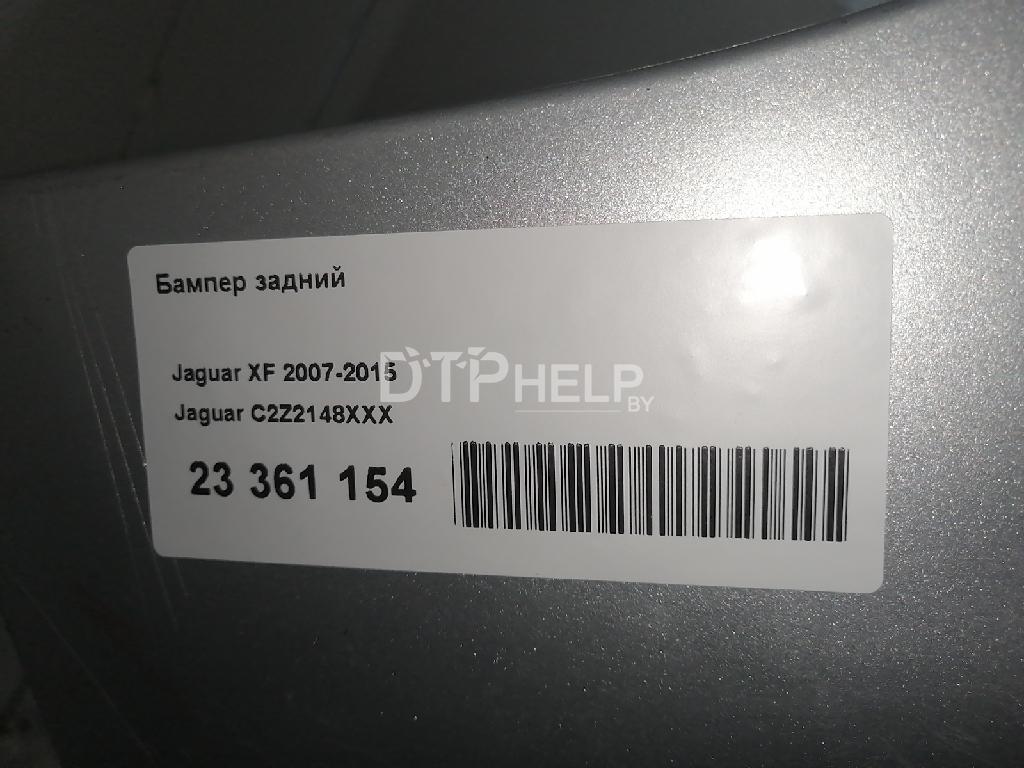 Бампер задний
Jaguar XF 2007-2015
DTPHELP.BY
Jaguar C2Z2148XXX
23 361 154